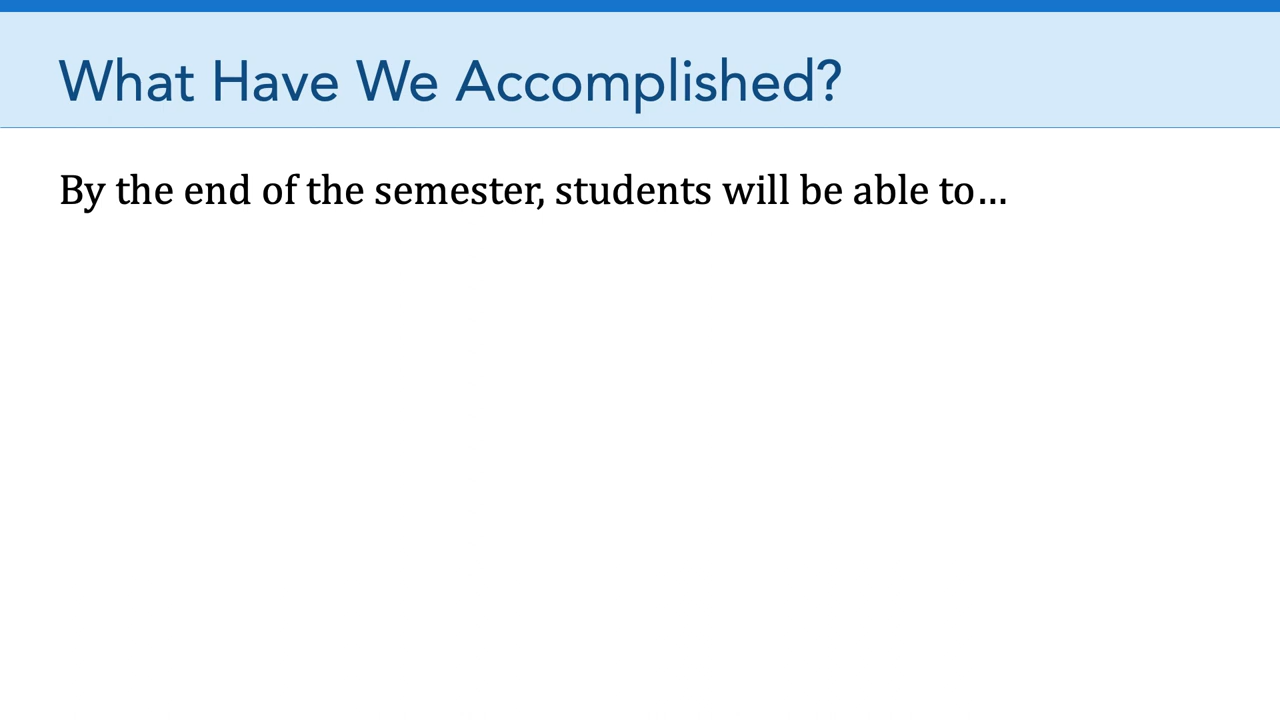 What Have We Accomplished?
By the end of the semester, students will be able to…